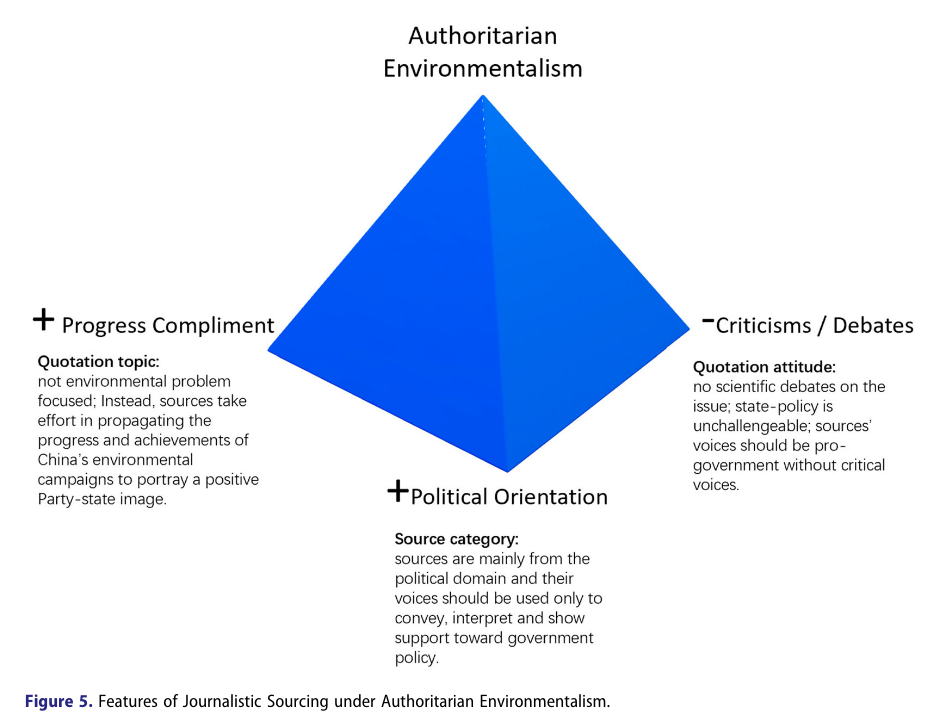 Authoritarian
Environmentalism
+ Progress Compliment
Quotation topic:
not environmental problem
focused; Instead, sources take
effort in propagating the
progress and achievements of
China's environmental
campaigns to portray a positive
Party-state image.
-Criticisms / Debates
Quotation attitude:
no scientific debates on the
issue; state-policy is
unchallengeable; sources'
voices should be pro-
government without critical
voices.
+Political Orientation
Source category:
sources are mainly from the
political domain and their
voices should be used only to
convey, interpret and show
support toward government
policy.
Figure 5. Features of Journalistic Sourcing under Authoritarian Environmentalism.